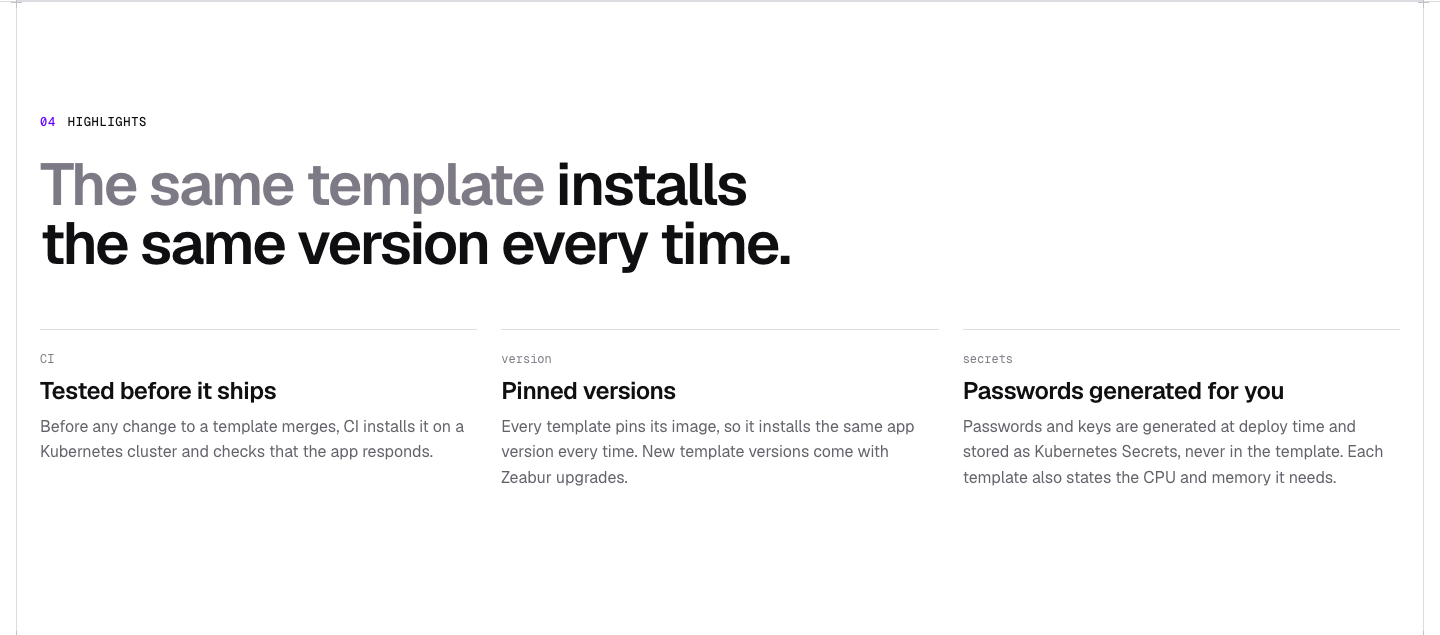 04 HIGHLIGHTS
The same template installs
the same version every time.
CI
Tested before it ships
Before any change to a template merges, CI installs it on a
Kubernetes cluster and checks that the app responds.
version
Pinned versions
Every template pins its image, so it installs the same app
version every time. New template versions come with
Zeabur upgrades.
secrets
Passwords generated for you
Passwords and keys are generated at deploy time and
stored as Kubernetes Secrets, never in the template. Each
template also states the CPU and memory it needs.